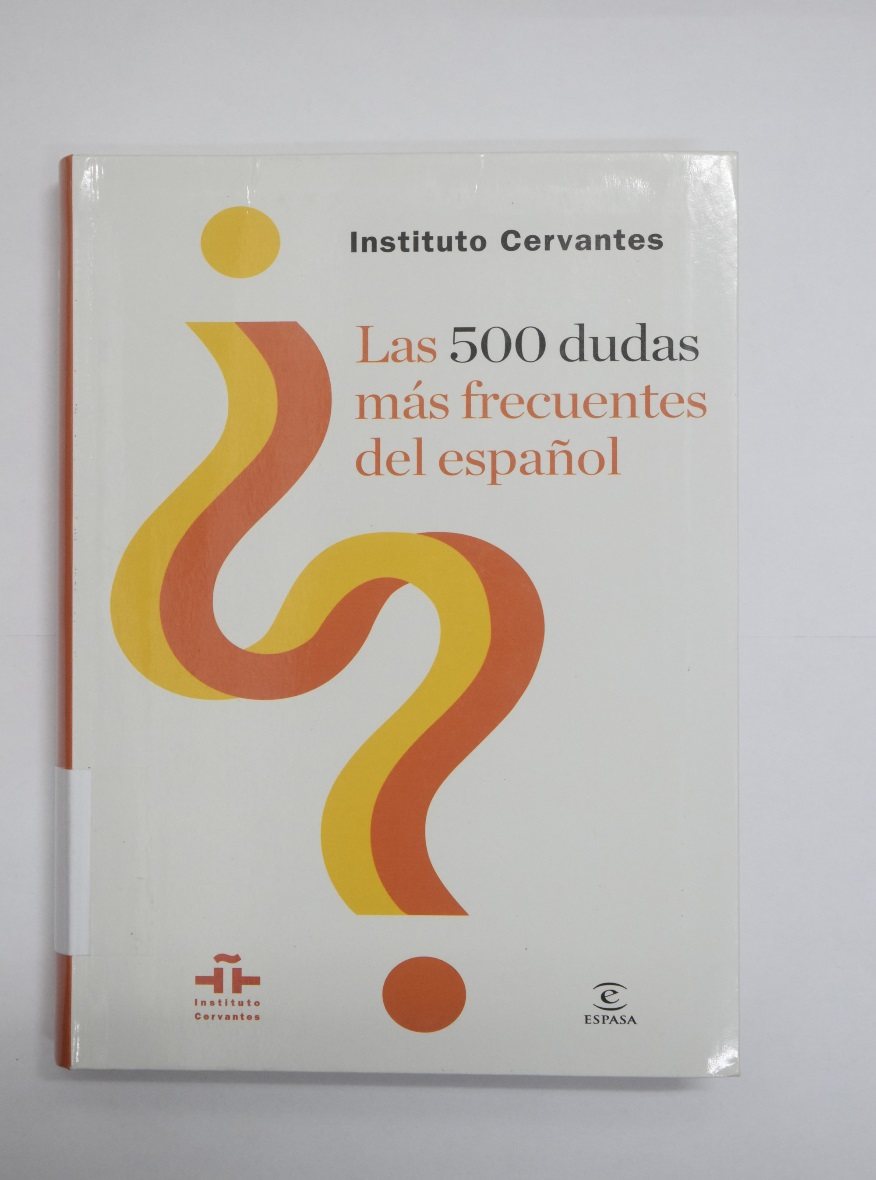 Instituto Cervantes
Las 500 dudas
más frecuentes
del español
Instituto
Cervantes
e
ESPASA